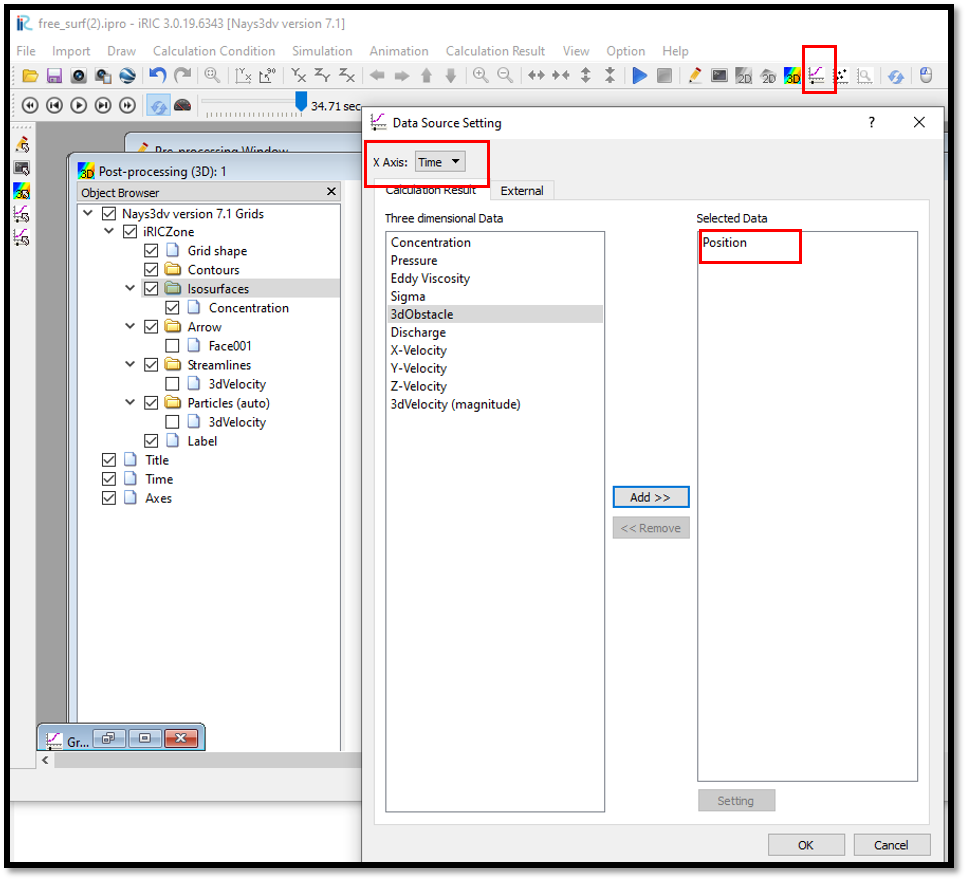 free_surf(2).ipro - iRIC 3.0.19.6343 [Nays3dv version 7.1]
File Import Draw Calculation Condition Simulation Animation Calculation Result View Option Help
34.71 sec
Pre-processing Window
Post-processing (3D): 1
Object Browser
Nays3dv version 7.1 Grids
iRICZone
Grid shape
Contours
Isosurfaces
Concentration
Arrow
Face001
Streamlines
3dVelocity
Particles (auto)
3dVelocity
Label
Title
Time
Axes
Gr...
Data Source Setting
X Axis: Time
Calculation Result External
Three dimensional Data
Concentration
Pressure
Eddy Viscosity
Sigma
3dObstacle
Discharge
X-Velocity
Y-Velocity
Z-Velocity
3dVelocity (magnitude)
Add >>
<< Remove
Selected Data
Position
Setting
OK Cancel